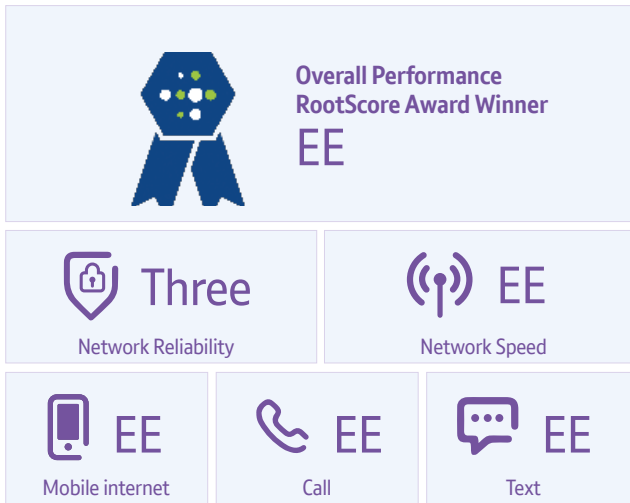 Overall Performance
RootScore Award Winner
EE
Three
Network Reliability
EE
Network Speed
EE
Mobile internet
EE
Call
EE
Text